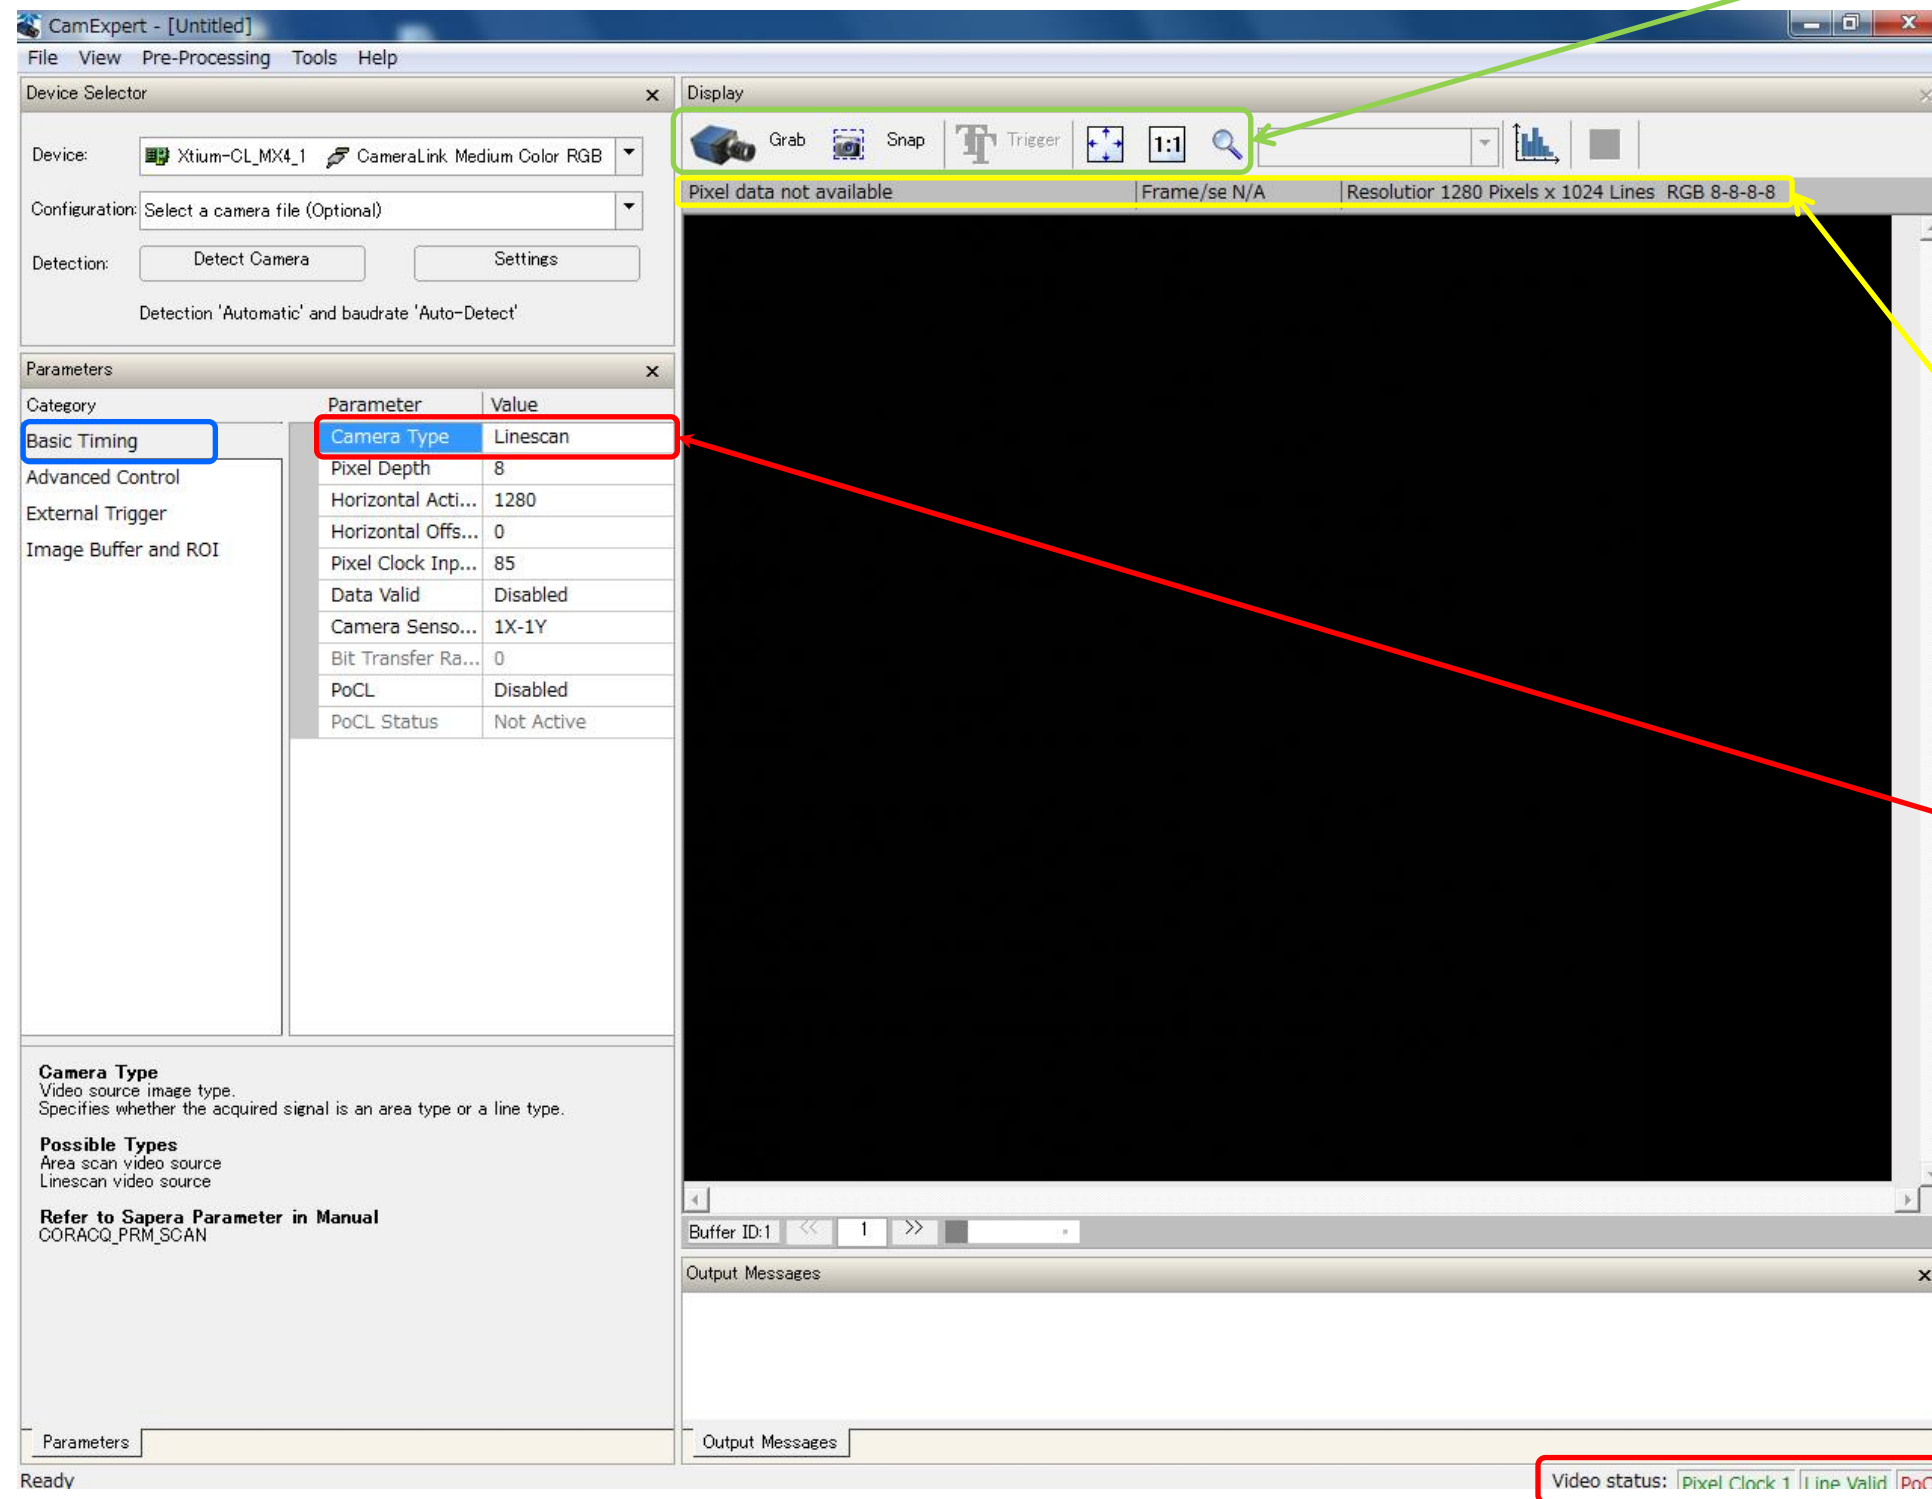 CamExpert - [Untitled]
File View Pre-Processing Tools Help
Device Selector
Device: Xtium-CL_MX4_1 CameraLink Medium Color RGB
Configuration: Select a camera file (Optional)
Detection: Detect Camera Settings
Detection 'Automatic' and baudrate 'Auto-Detect'
Parameters
Category
Basic Timing
Advanced Control
External Trigger
Image Buffer and ROI
Parameter Value
Camera Type Linescan
Pixel Depth 8
Horizontal Acti... 1280
Horizontal Offs... 0
Pixel Clock Inp... 85
Data Valid Disabled
Camera Senso... 1X-1Y
Bit Transfer Ra... 0
PoCL Disabled
PoCL Status Not Active
Camera Type
Video source image type.
Specifies whether the acquired signal is an area type or a line type.
Possible Types
Area scan video source
Linescan video source
Refer to Sapera Parameter in Manual
CORACQ_PRM_SCAN
Parameters
Display
Grab Snap Trigger 1:1
Pixel data not available Frame/se N/A Resolutior 1280 Pixels x 1024 Lines RGB 8-8-8-8
Buffer ID:1 << 1 >>
Output Messages
Output Messages
Ready
Video status: Pixel Clock 1 Line Valid